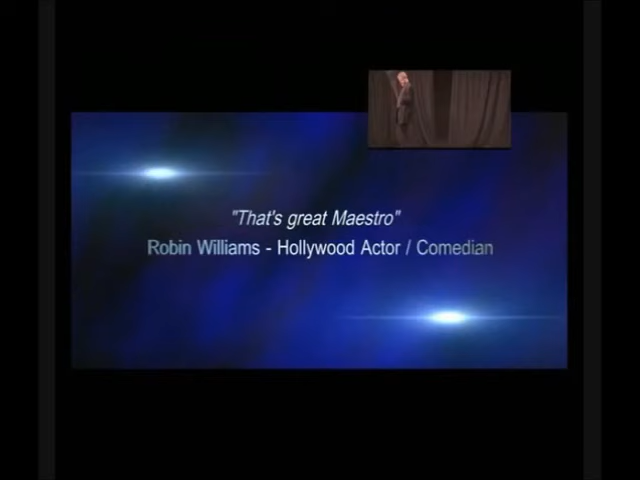 "That's great Maestro"
Robin Williams - Hollywood Actor / Comedian